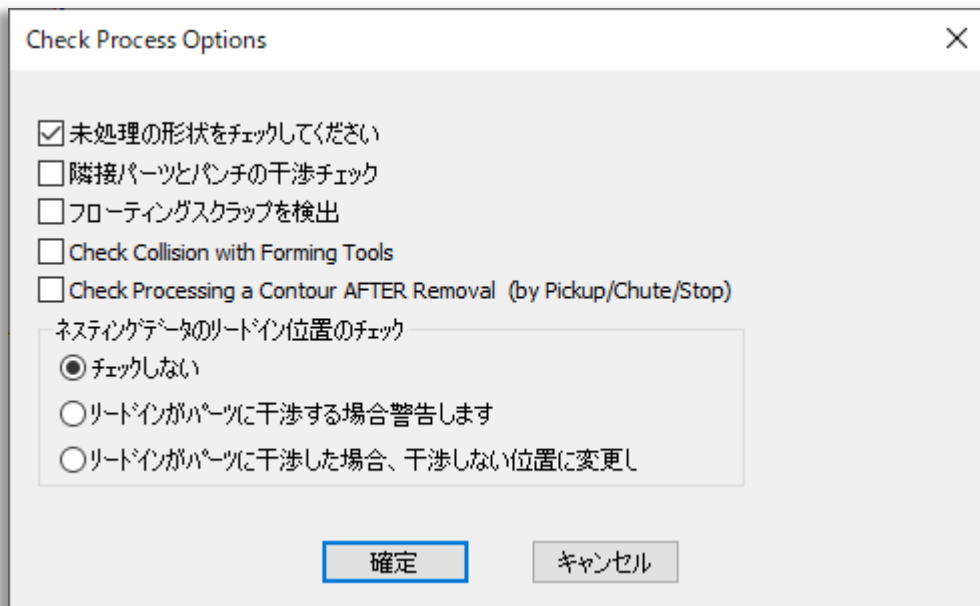 Check Process Options
未処理の形状をチェックしてください
隣接パーツとパンチの干渉チェック
フローティングスクラップを検出
Check Collision with Forming Tools
Check Processing a Contour AFTER Removal (by Pickup/Chute/Stop)
ネスティングデータのリードイン位置のチェック
チェックしない
リードインがパーツに干渉する場合警告します
リードインがパーツに干渉した場合、干渉しない位置に変更し
確定
キャンセル